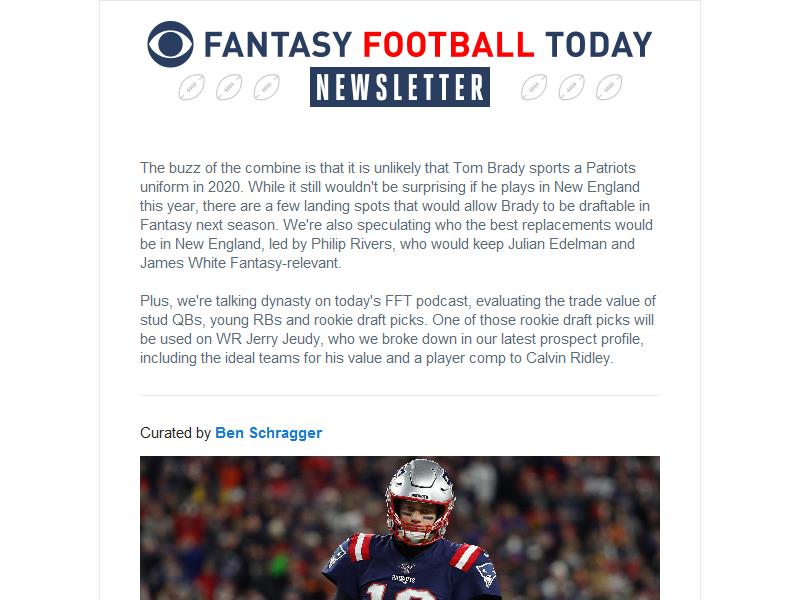 FANTASY FOOTBALL TODAY
NEWSLETTER
The buzz of the combine is that it is unlikely that Tom Brady sports a Patriots
uniform in 2020. While it still wouldn't be surprising if he plays in New England
this year, there are a few landing spots that would allow Brady to be draftable in
Fantasy next season. We're also speculating who the best replacements would
be in New England, led by Philip Rivers, who would keep Julian Edelman and
James White Fantasy-relevant.
Plus, we're talking dynasty on today's FFT podcast, evaluating the trade value of
stud QBs, young RBs and rookie draft picks. One of those rookie draft picks will
be used on WR Jerry Jeudy, who we broke down in our latest prospect profile,
including the ideal teams for his value and a player comp to Calvin Ridley.
Curated by Ben Schragger
PATRIOTS
12